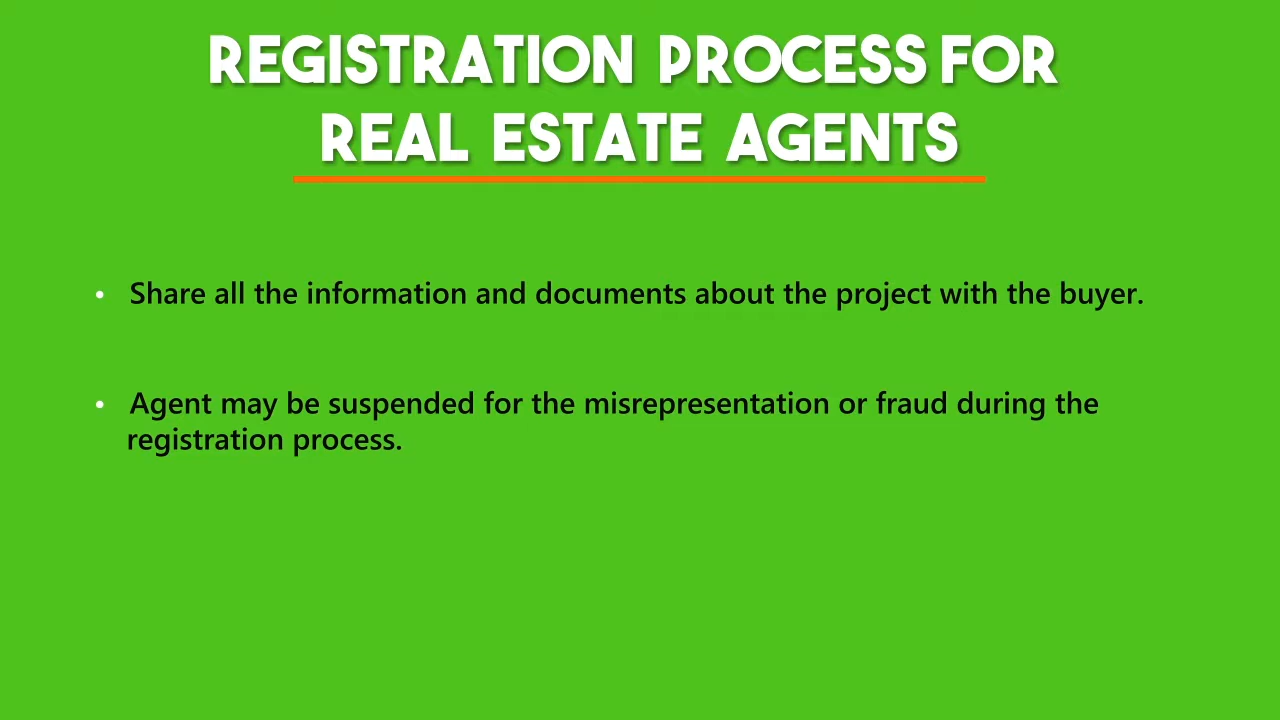 REGISTRATION PROCESS FOR
REAL ESTATE AGENTS
• Share all the information and documents about the project with the buyer.
• Agent may be suspended for the misrepresentation or fraud during the
registration process.